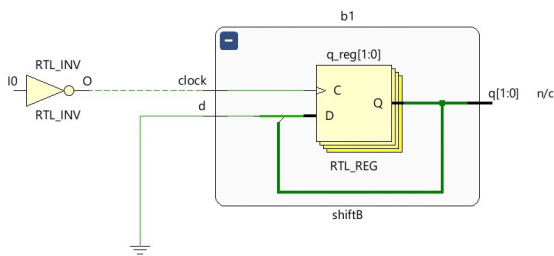 b1
RTL_INV
q_reg[1:0]
I0
O
clock
C
q[1:0]
n/c
d
D
Q
RTL_INV
RTL_REG
shiftB